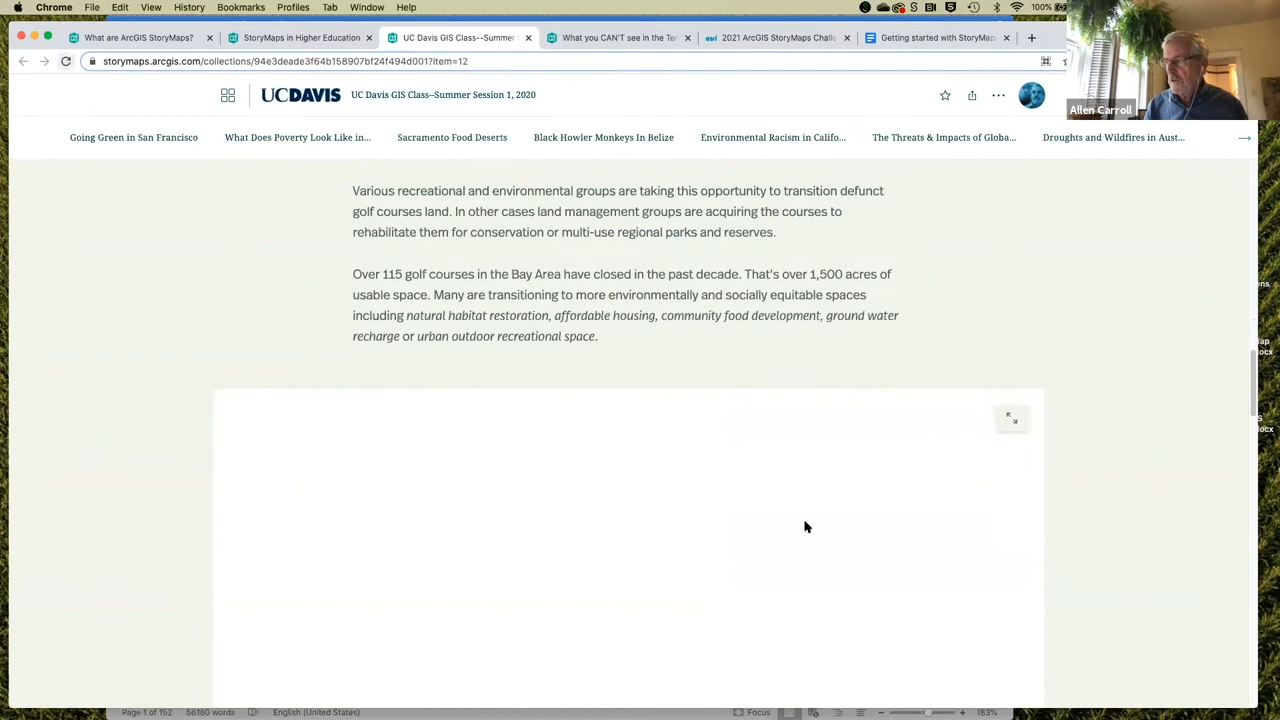 Chrome File Edit View History Bookmarks Profiles Tab Window Help 100%
What are ArcGIS StoryMaps? StoryMaps in Higher Education UC Davis GIS Class--Summer What you CAN'T see in the Ter esri 2021 ArcGIS StoryMaps Challe Getting started with StoryMaps
storymaps.arcgis.com/collections/94e3deade3f64b158907bf24f454d001?item=12
UCDAVIS UC Davis GIS Class--Summer Session 1, 2020
Allen Carroll
Going Green in San Francisco What Does Poverty Look Like in... Sacramento Food Deserts Black Howler Monkeys In Belize Environmental Racism in Califo... The Threats & Impacts of Globa... Droughts and Wildfires in Aust...
Various recreational and environmental groups are taking this opportunity to transition defunct
golf courses land. In other cases land management groups are acquiring the courses to
rehabilitate them for conservation or multi-use regional parks and reserves.
Over 115 golf courses in the Bay Area have closed in the past decade. That's over 1,500 acres of
usable space. Many are transitioning to more environmentally and socially equitable spaces
including natural habitat restoration, affordable housing, community food development, ground water
recharge or urban outdoor recreational space.
Page 1 of 152 56180 words English (United States) Focus 183%